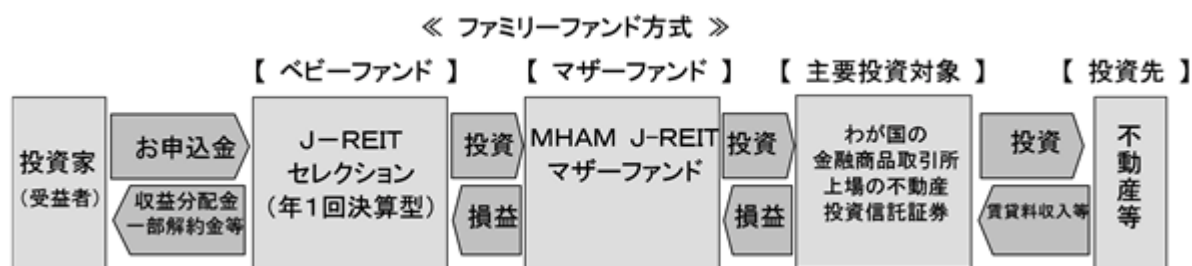 ≪ ファミリーファンド方式 ≫
【 ベビーファンド 】
【 マザーファンド 】
【 主要投資対象 】
【 投資先 】
投資家
（受益者）
お申込金
収益分配金
一部解約金等
J－REIT
セレクション
（年1回決算型）
投資
損益
MHAM J-REIT
マザーファンド
投資
損益
わが国の
金融商品取引所
上場の不動産
投資信託証券
投資
賃貸料収入等
不動産等